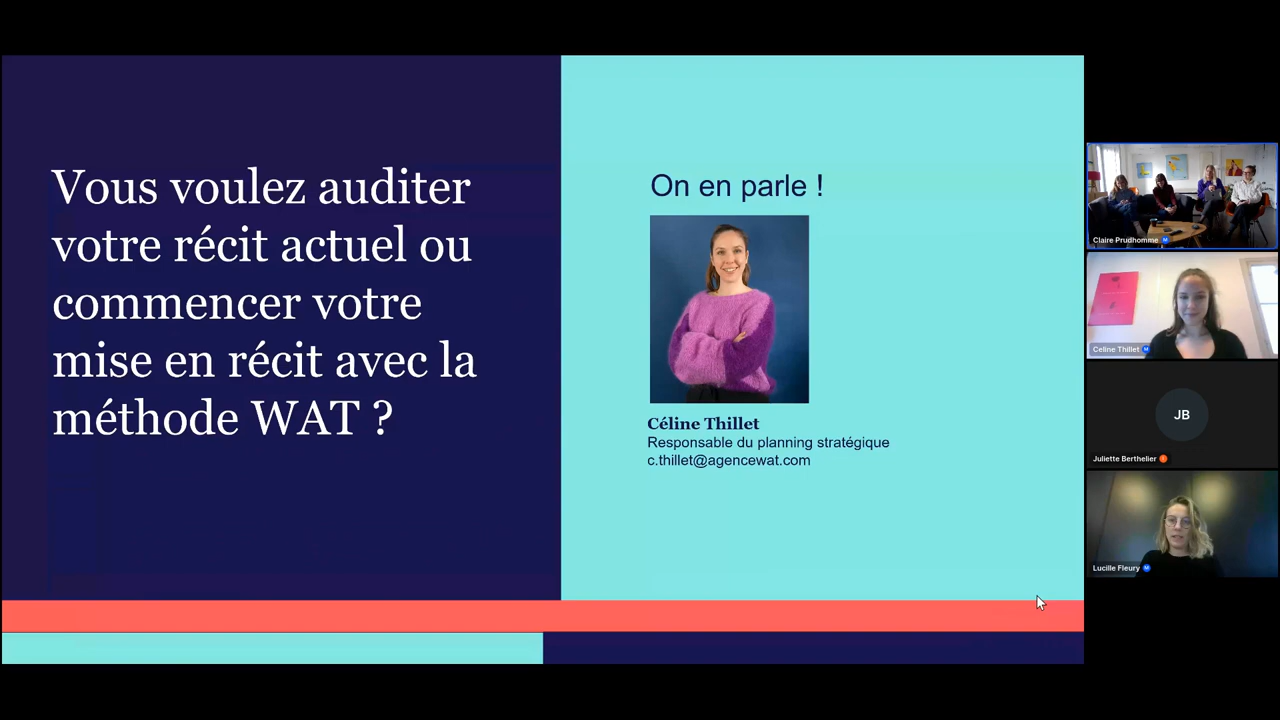 Vous voulez auditer
votre récit actuel ou
commencer votre
mise en récit avec la
méthode WAT ?
On en parle !
Céline Thillet
Responsable du planning stratégique
c.thillet@agencewat.com
Claire Prudhomme
Celine Thillet
JB
Juliette Berthelier
Lucille Fleury